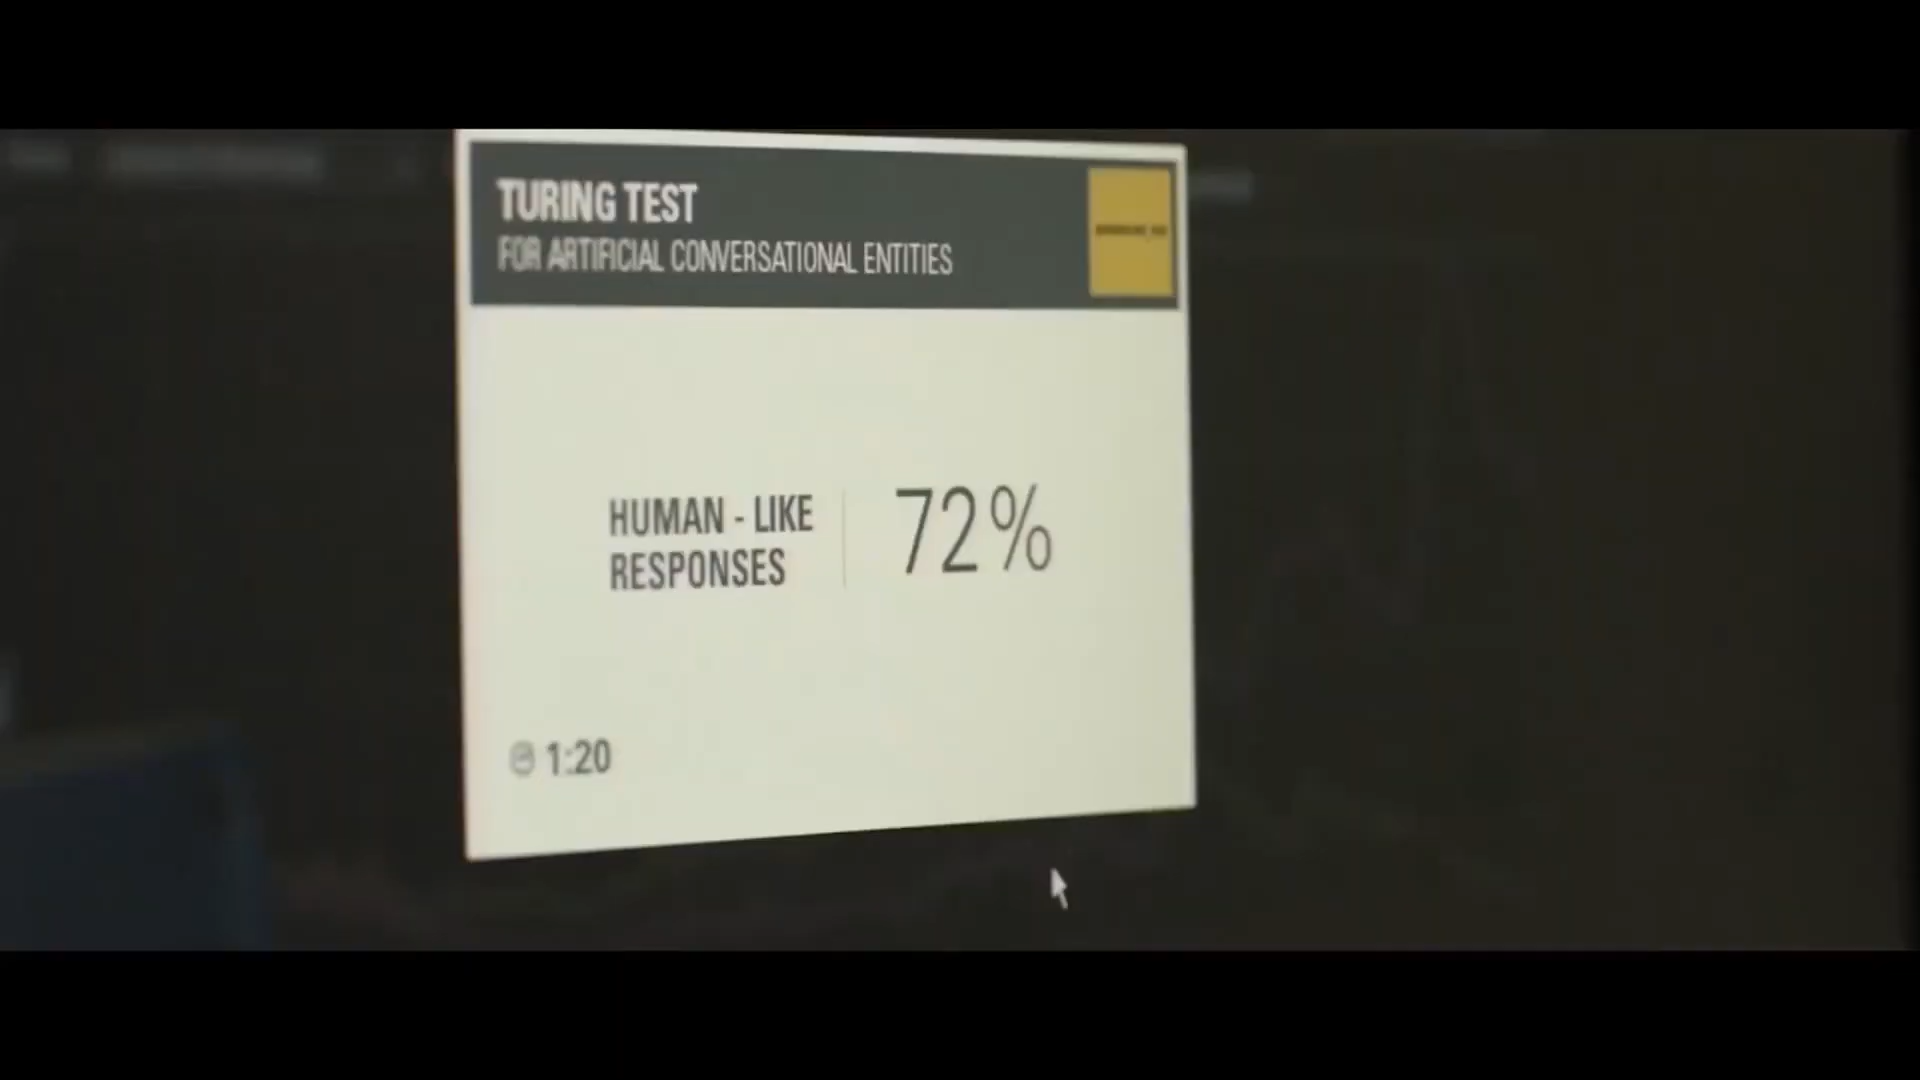 TURING TEST
FOR ARTIFICIAL CONVERSATIONAL ENTITIES
HUMAN - LIKE
RESPONSES
72%
1:20